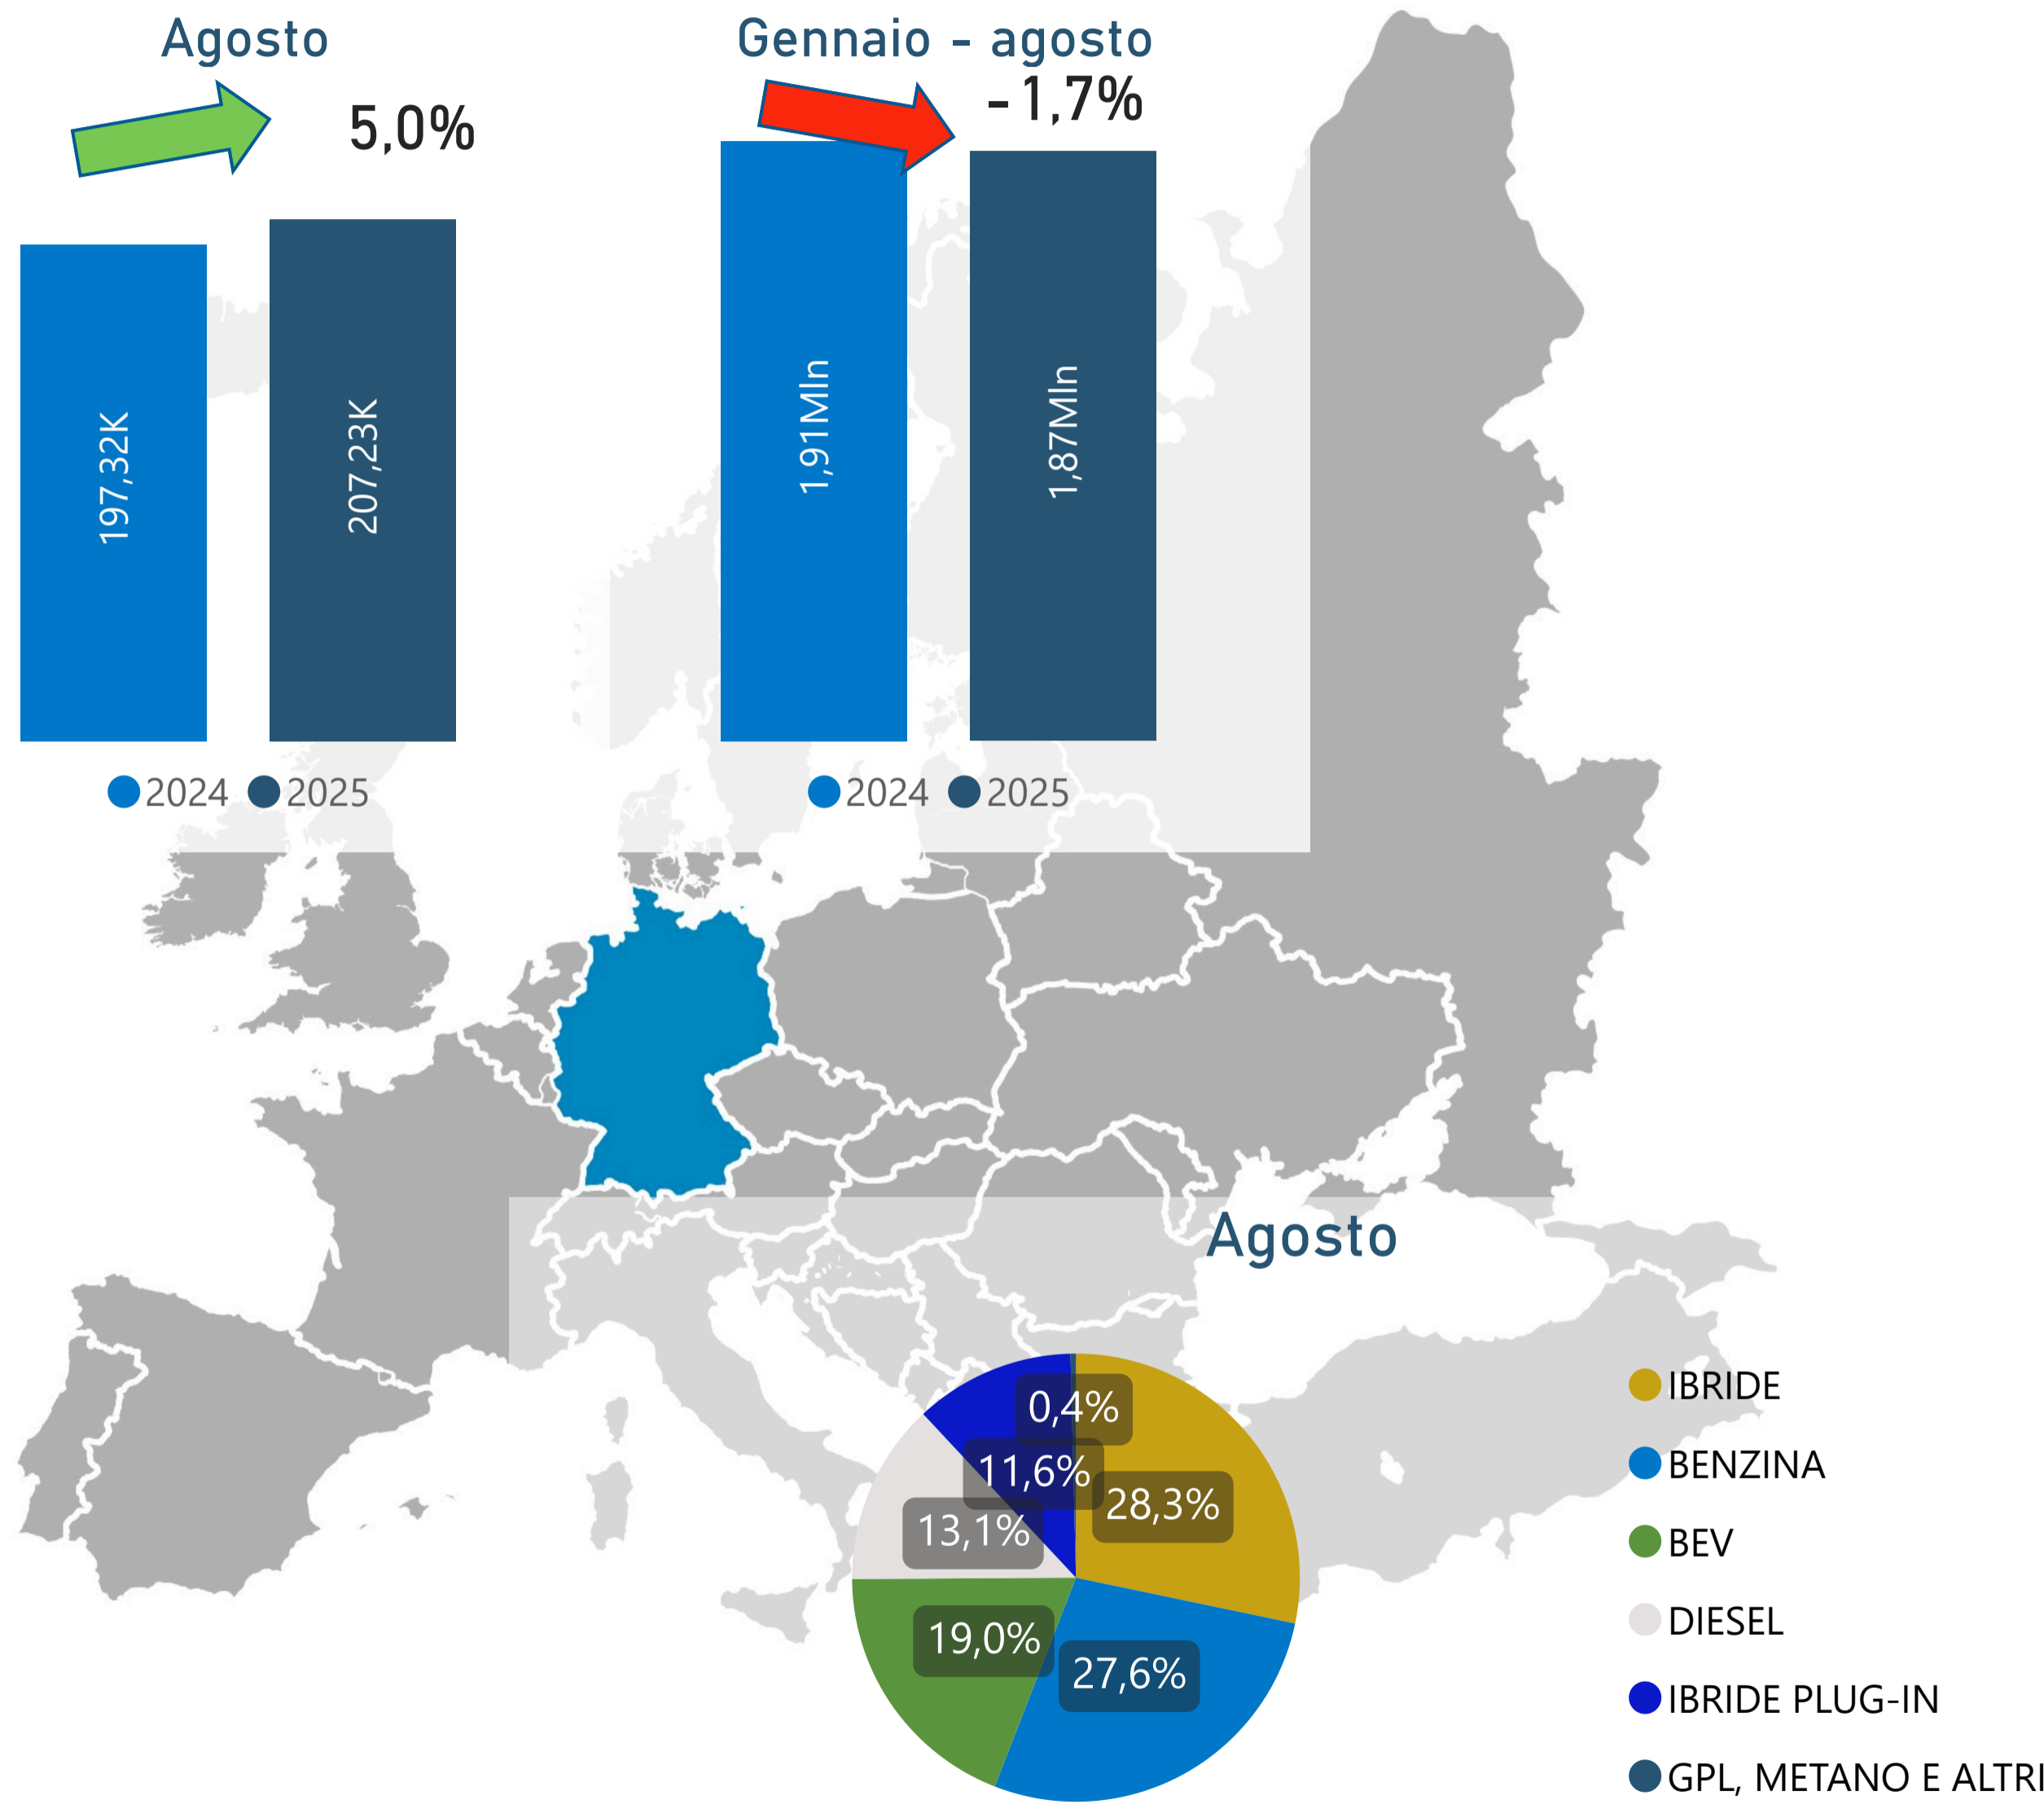 Agosto
5,0%
197,32K
207,23K
2024 2025
Gennaio - agosto
-1,7%
1,91Mln
1,87Mln
2024 2025
Agosto
0,4%
11,6%
28,3%
13,1%
19,0%
27,6%
IBRIDE
BENZINA
BEV
DIESEL
IBRIDE PLUG-IN
GPL, METANO E ALTRI